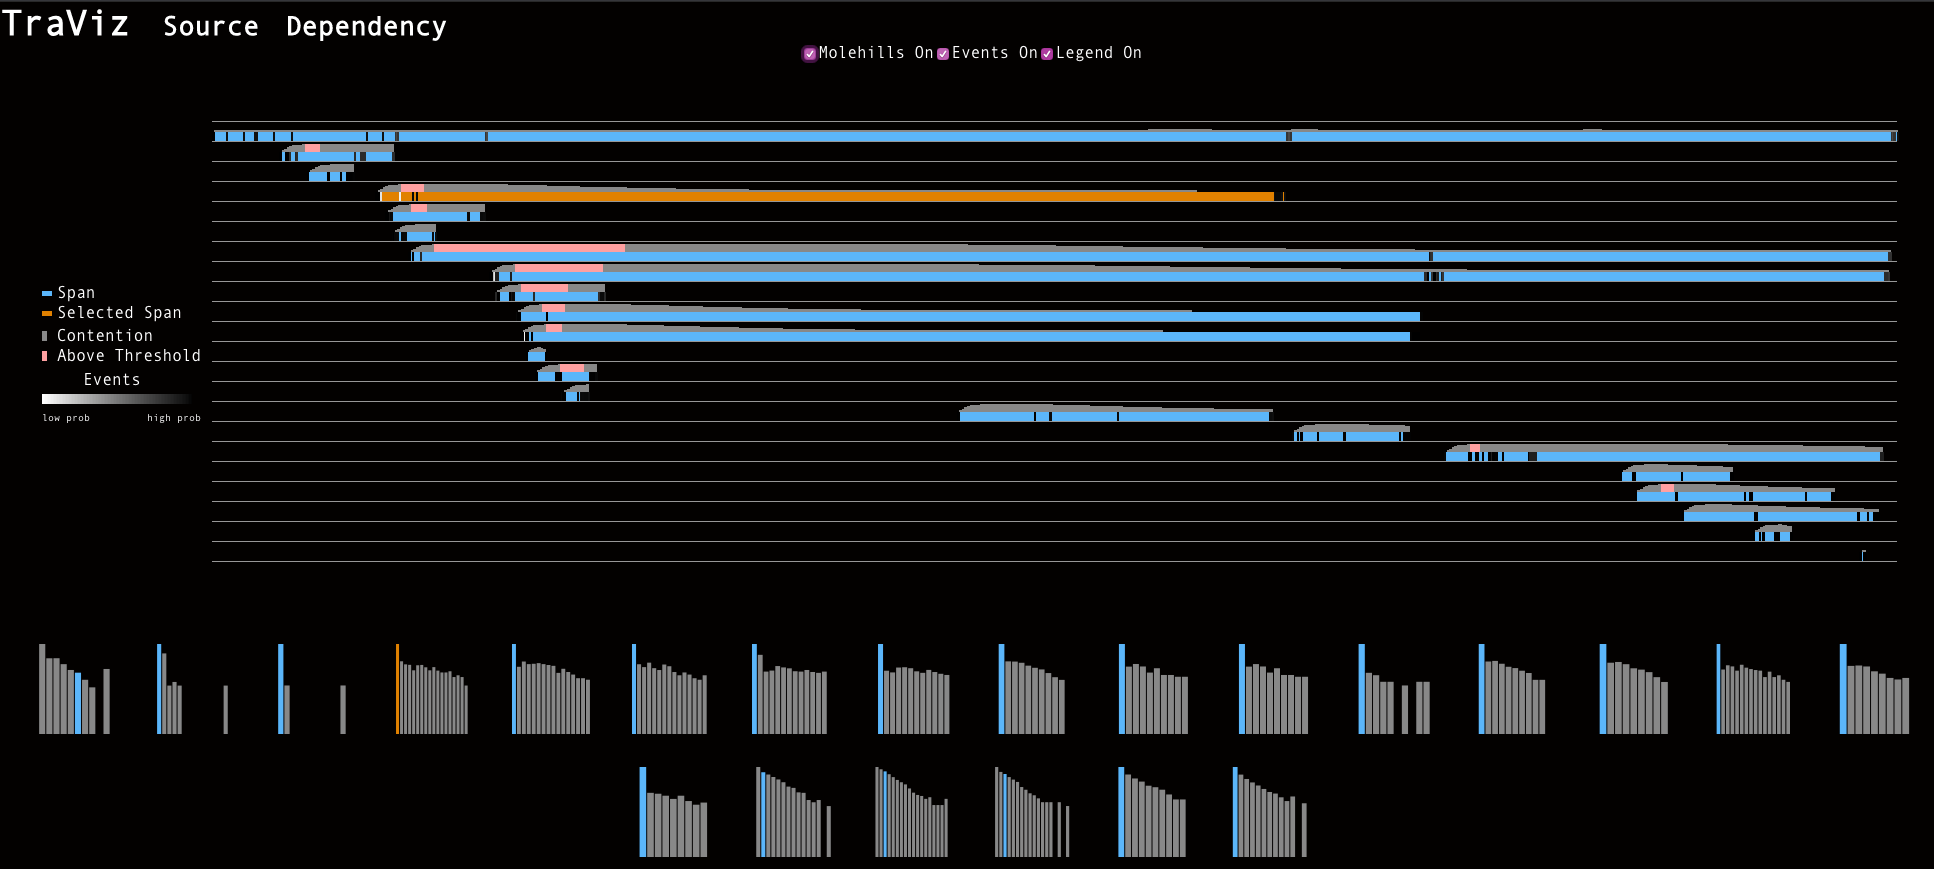 TraViz Source Dependency
Molehills On Events On Legend On
Span
Selected Span
Contention
Above Threshold
Events
low prob high prob